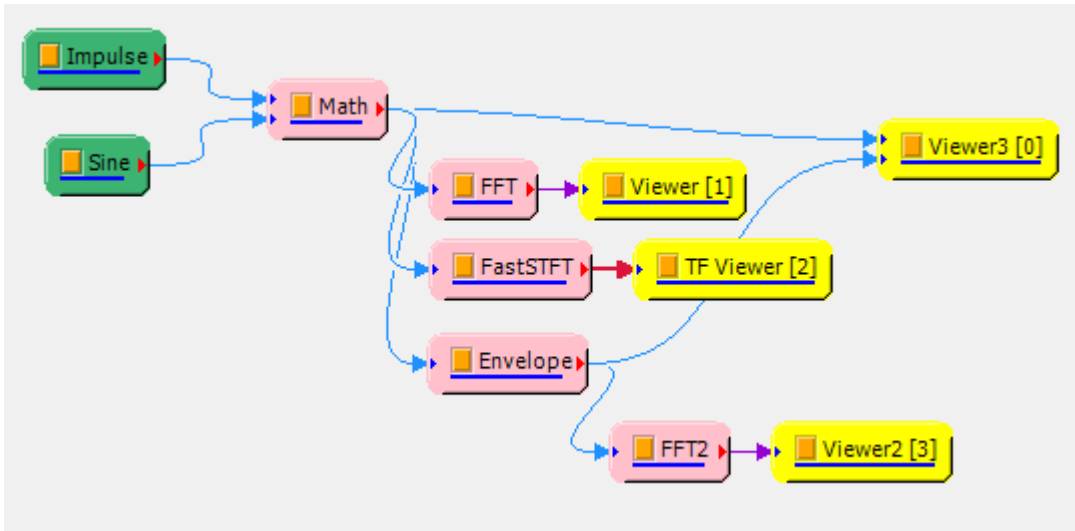 Impulse
Math
Viewer3 [0]
Sine
FFT
Viewer [1]
FastSTFT
TF Viewer [2]
Envelope
FFT2
Viewer2 [3]